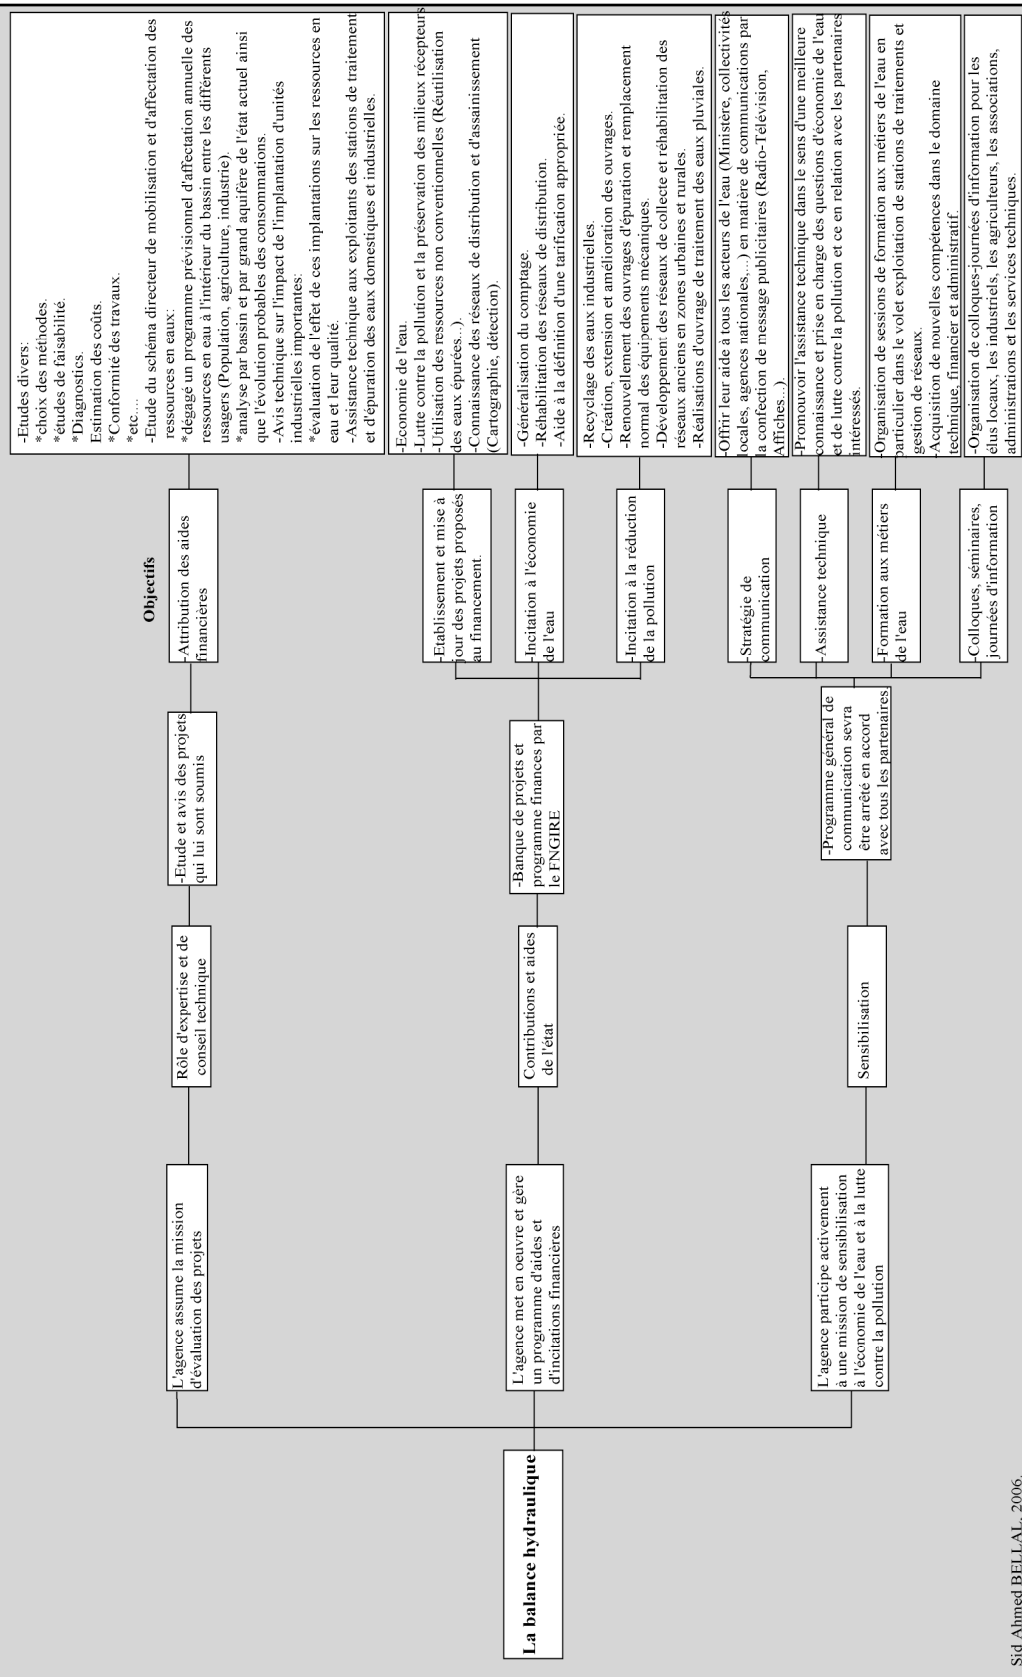 La balance hydraulique
L'agence assume la mission
d'évaluation des projets
Rôle d'expertise et de
conseil technique
-Etude et avis des projets
qui lui sont soumis
Objectifs
-Attribution des aides
financières
-Etudes divers:
*choix des méthodes.
*études de faisabilité.
*Diagnostics.
Estimation des coûts.
*Conformité des travaux.
*etc...
-Etude du schéma directeur de mobilisation et d'affectation des
ressources en eaux:
*dégagé un programme prévisionnel d'affectation annuelle des
ressources en eau à l'intérieur du bassin entre les différents
usagers (Population, agriculture, industrie).
*analyse par bassin et par grand aquifère de l'état actuel ainsi
que l'évolution probables des consommations.
-Avis technique sur l'impact de l'implantation d'unités
industrielles importantes:
*évaluation de l'effet de ces implantations sur les ressources en
eau et leur qualité.
-Assistance technique aux exploitants des stations de traitement
et d'épuration des eaux domestiques et industrielles.
L'agence met en oeuvre et gère
un programme d'aides et
d'incitations financières
Contributions et aides
de l'état
-Banque de projets et
programme finances par
le FNGIRE
-Etablissement et mise à
jour des projets proposés
au financement.
-Economie de l'eau.
-Lutte contre la pollution et la préservation des milieux récepteurs
-Utilisation des ressources non conventionnelles (Réutilisation
des eaux épurées...).
-Connaissance des réseaux de distribution et d'assainissement
(Cartographie, détection).
-Incitation à l'économie
de l'eau
-Généralisation du comptage.
-Réhabilitation des réseaux de distribution.
-Aide à la définition d'une tarification appropriée.
-Incitation à la réduction
de la pollution
-Recyclage des eaux industrielles.
-Création, extension et amélioration des ouvrages.
-Renouvellement des ouvrages d'épuration et remplacement
normal des équipements mécaniques.
-Développement des réseaux de collecte et réhabilitation des
réseaux anciens en zones urbaines et rurales.
-Réalisations d'ouvrage de traitement des eaux pluviales.
L'agence participe activement
à une mission de sensibilisation
à l'économie de l'eau et à la lutte
contre la pollution
Sensibilisation
-Programme général de
communication sevra
être arrêté en accord
avec tous les partenaires.
-Stratégie de
communication
-Offrir leur aide à tous les acteurs de l'eau (Ministère, collectivités
locales, agences nationales,...) en matière de communications par
la confection de message publicitaires (Radio-Télévision,
Affiches...).
-Assistance technique
-Promouvoir l'assistance technique dans le sens d'une meilleure
connaissance et prise en charge des questions d'économie de l'eau
et de lutte contre la pollution et ce en relation avec les partenaires
intéressés.
-Formation aux métiers
de l'eau
-Organisation de sessions de formation aux métiers de l'eau en
particulier dans le volet exploitation de stations de traitements et
gestion de réseaux.
-Acquisition de nouvelles compétences dans le domaine
technique, financier et administratif.
-Colloques, séminaires,
journées d'information
-Organisation de colloques-journées d'information pour les
élus locaux, les industriels, les agriculteurs, les associations,
administrations et les services techniques.
Sid Ahmed BELLAL, 2006.